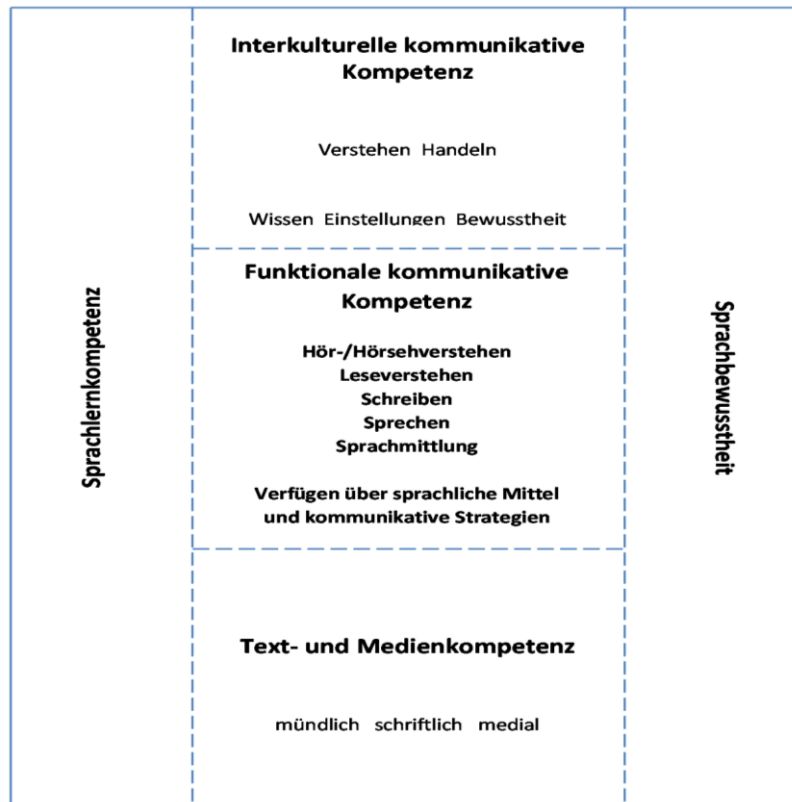 Interkulturelle kommunikative
Kompetenz
Verstehen Handeln
Wissen Einstellungen Bewusstheit
Funktionale kommunikative
Kompetenz
Hör-/Hörsehverstehen
Leseverstehen
Schreiben
Sprechen
Sprachmittlung
Verfügen über sprachliche Mittel
und kommunikative Strategien
Text- und Medienkompetenz
mündlich schriftlich medial
Sprachlernkompetenz
Sprachbewusstheit